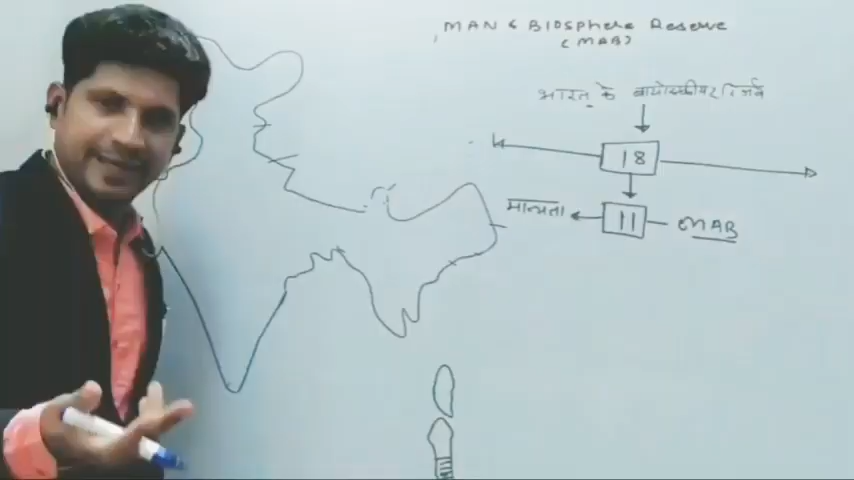 MAN & BIOSPHERE Reserve
(MAB)
भारत के बायोस्फीयर रिजर्व
18
मान्यता 11 MAB